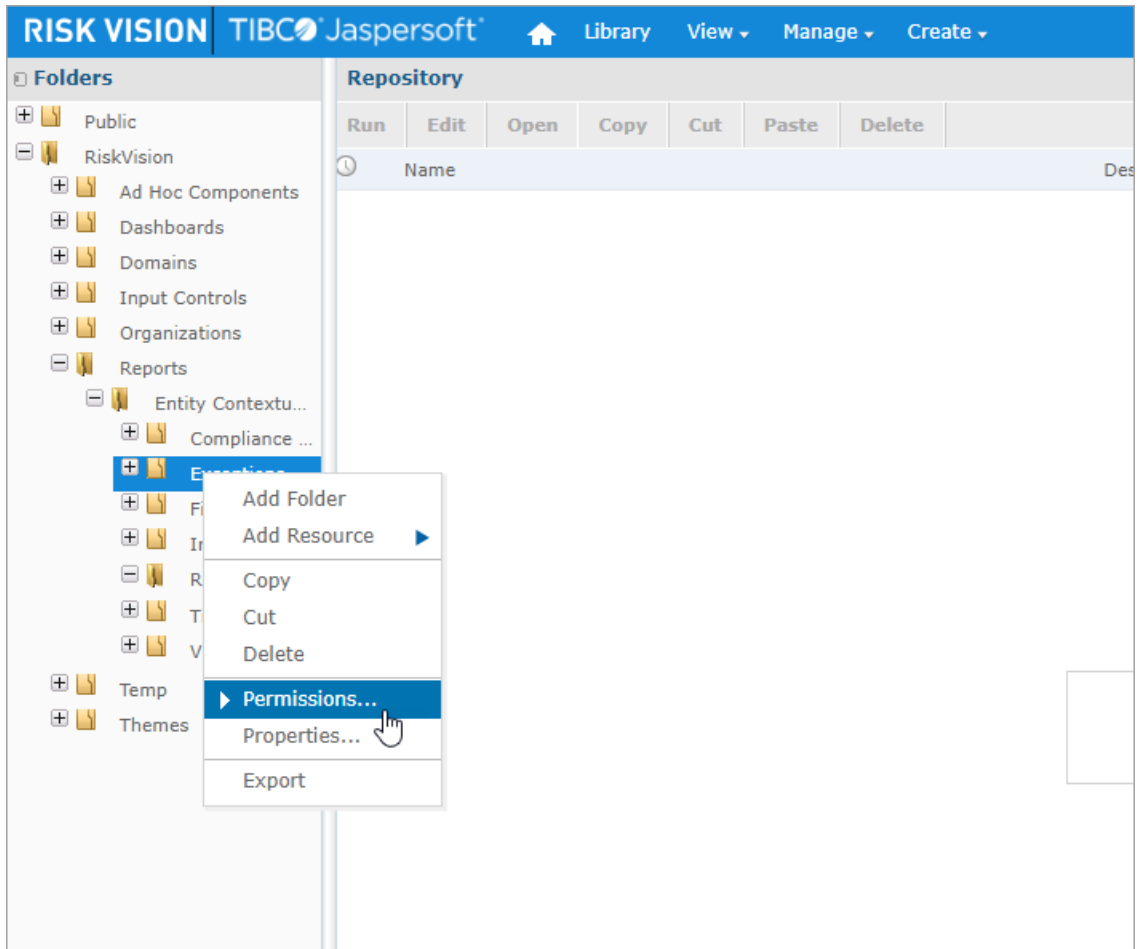 RISK VISION TIBCO Jaspersoft Library View Manage Create
Folders
Repository
Run Edit Open Copy Cut Paste Delete
Name
Public
RiskVision
Ad Hoc Components
Dashboards
Domains
Input Controls
Organizations
Reports
Entity Contextu...
Compliance ...
Exceptions
Temp
Themes
Add Folder
Add Resource
Copy
Cut
Delete
Permissions...
Properties...
Export